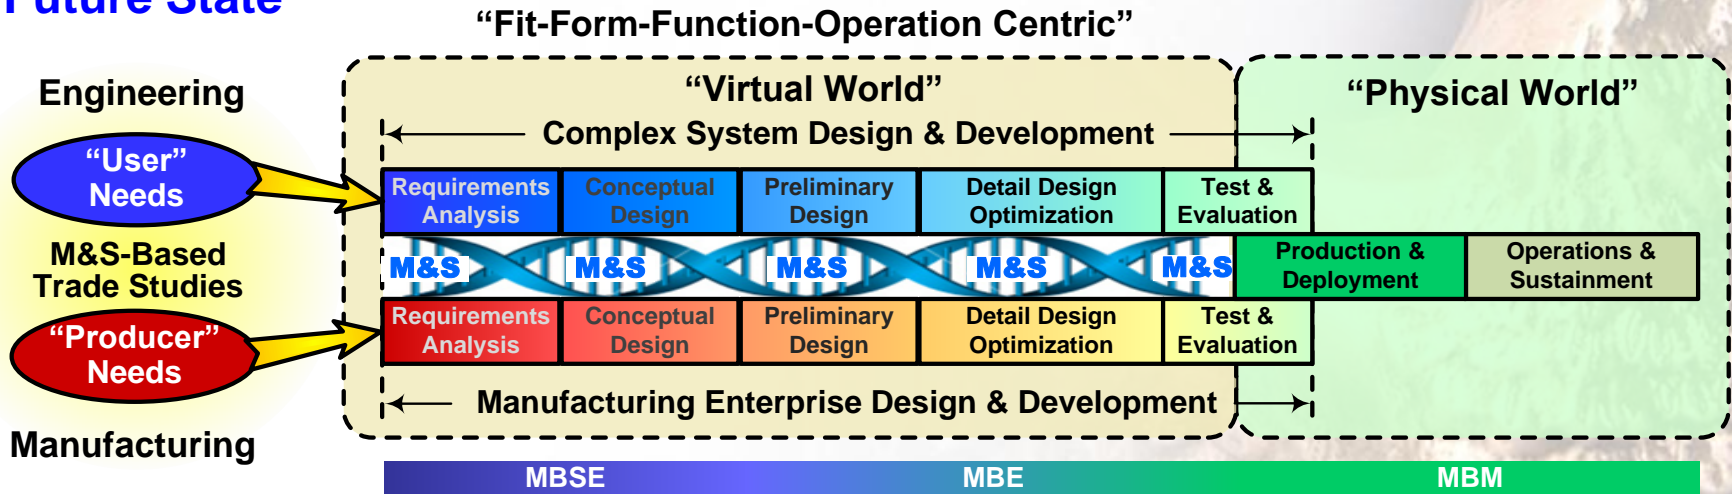 Future State
“Fit-Form-Function-Operation Centric”
Engineering
“User”
Needs
M&S-Based
Trade Studies
“Producer”
Needs
Manufacturing
“Virtual World”
“Physical World”
Complex System Design & Development
Requirements
Analysis
Conceptual
Design
Preliminary
Design
Detail Design
Optimization
Test &
Evaluation
M&S
M&S
M&S
M&S
M&S
Production &
Deployment
Operations &
Sustainment
Requirements
Analysis
Conceptual
Design
Preliminary
Design
Detail Design
Optimization
Test &
Evaluation
Manufacturing Enterprise Design & Development
MBSE
MBE
MBM